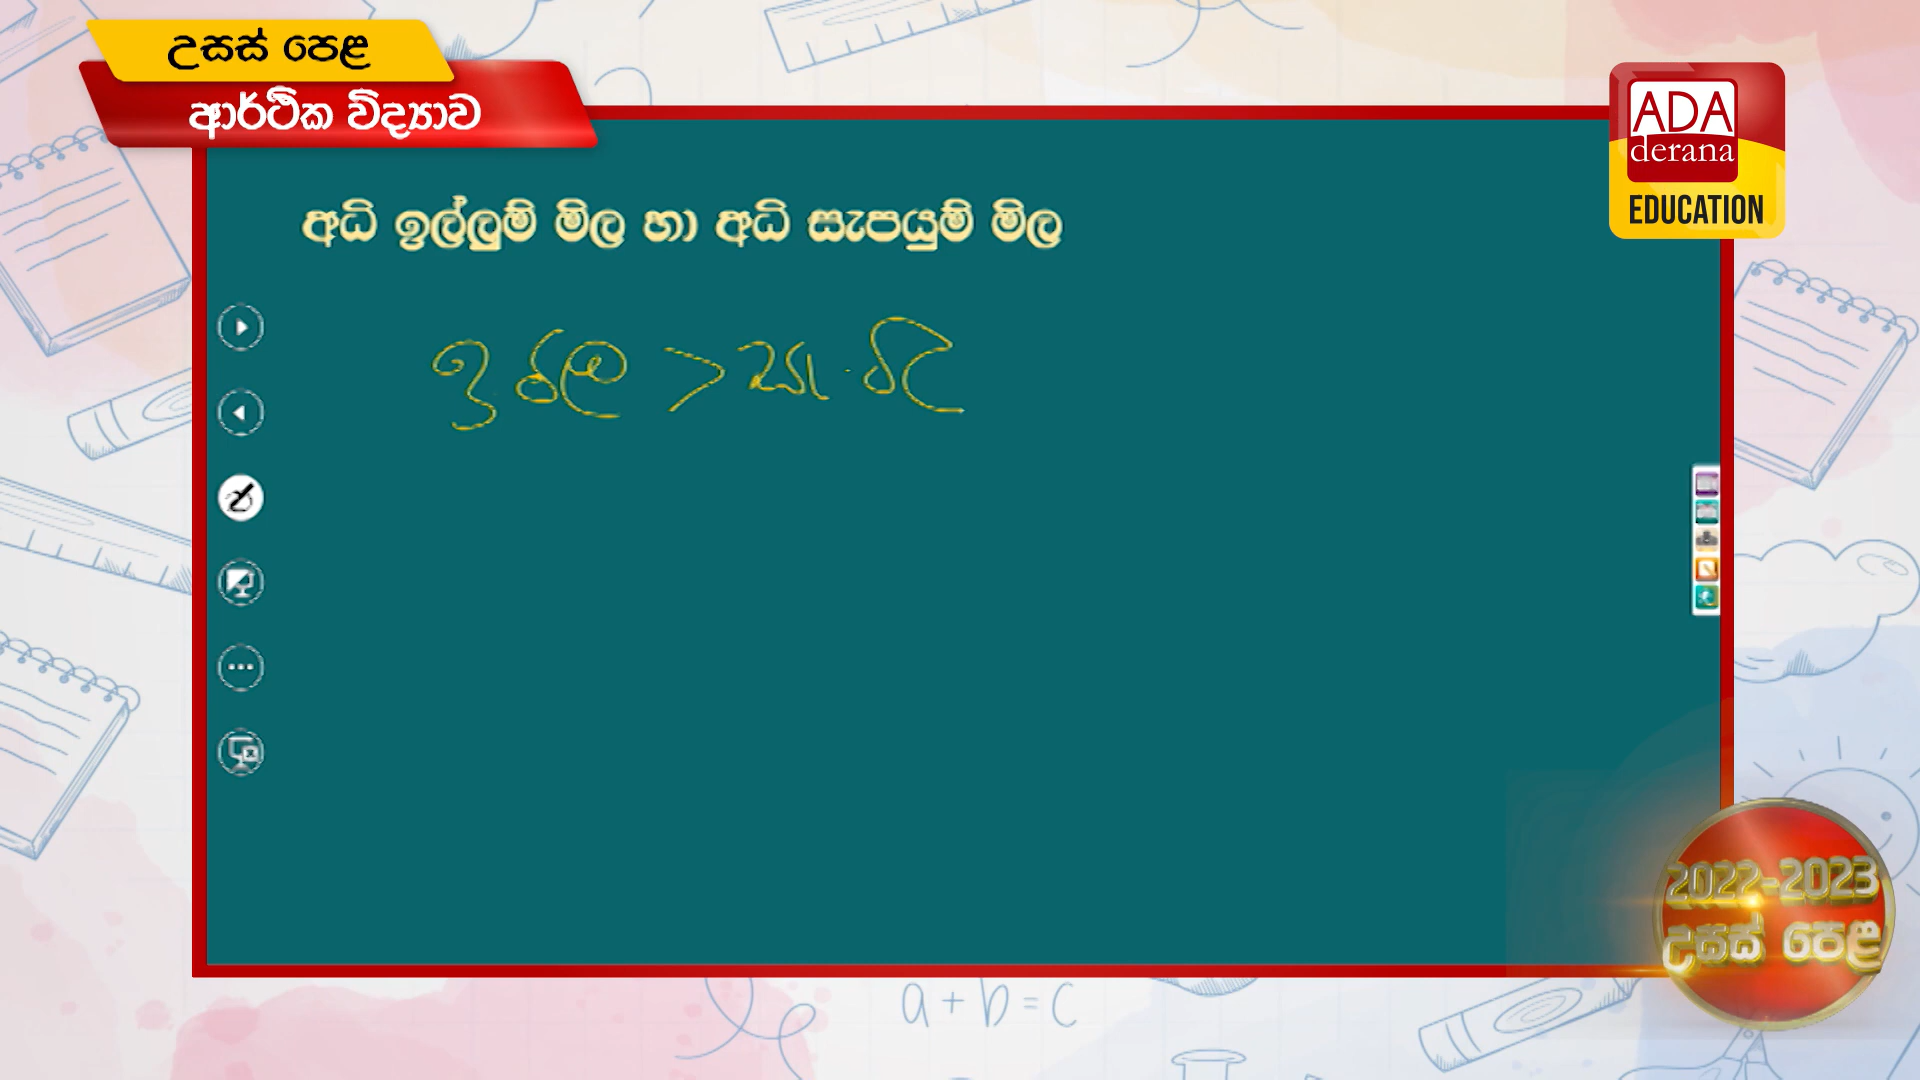 උසස් පෙළ
ආර්ථික විද්‍යාව
ADA
derana
EDUCATION
අධි ඉල්ලුම් මිල හා අධි සැපයුම් මිල
ඉ මිල > සැ. මිල
2022-2023
උසස් පෙළ
a + b = c